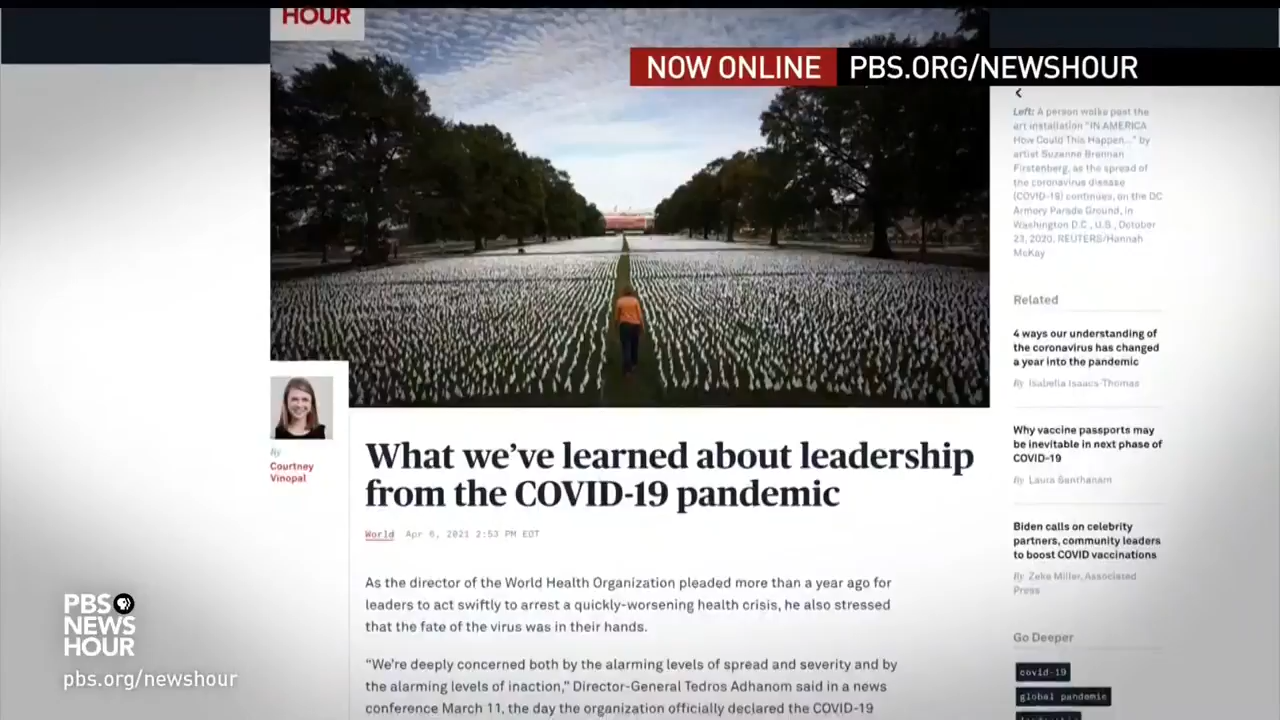 HOUR
NOW ONLINE
PBS.ORG/NEWSHOUR
Left: A person walks past the
art installation "IN AMERICA
How Could This Happen..." by
artist Suzanne Brennan
Firstenberg, as the spread of
the coronavirus disease
(COVID-19) continues, on the DC
Armory Parade Ground, in
Washington D.C., U.S., October
23, 2020. REUTERS/Hannah
McKay
Related
4 ways our understanding of
the coronavirus has changed
a year into the pandemic
By Isabella Isaacs-Thomas
Why vaccine passports may
be inevitable in next phase of
COVID-19
By Laura Santhanam
Biden calls on celebrity
partners, community leaders
to boost COVID vaccinations
By Zeke Miller, Associated
Press
Go Deeper
covid-19
global pandemic
By
Courtney
Vinopal
What we've learned about leadership
from the COVID-19 pandemic
World Apr 6, 2021 2:53 PM EDT
As the director of the World Health Organization pleaded more than a year ago for
leaders to act swiftly to arrest a quickly-worsening health crisis, he also stressed
that the fate of the virus was in their hands.
"We're deeply concerned both by the alarming levels of spread and severity and by
the alarming levels of inaction," Director-General Tedros Adhanom said in a news
conference March 11, the day the organization officially declared the COVID-19
PBS
NEWS
HOUR
pbs.org/newshour